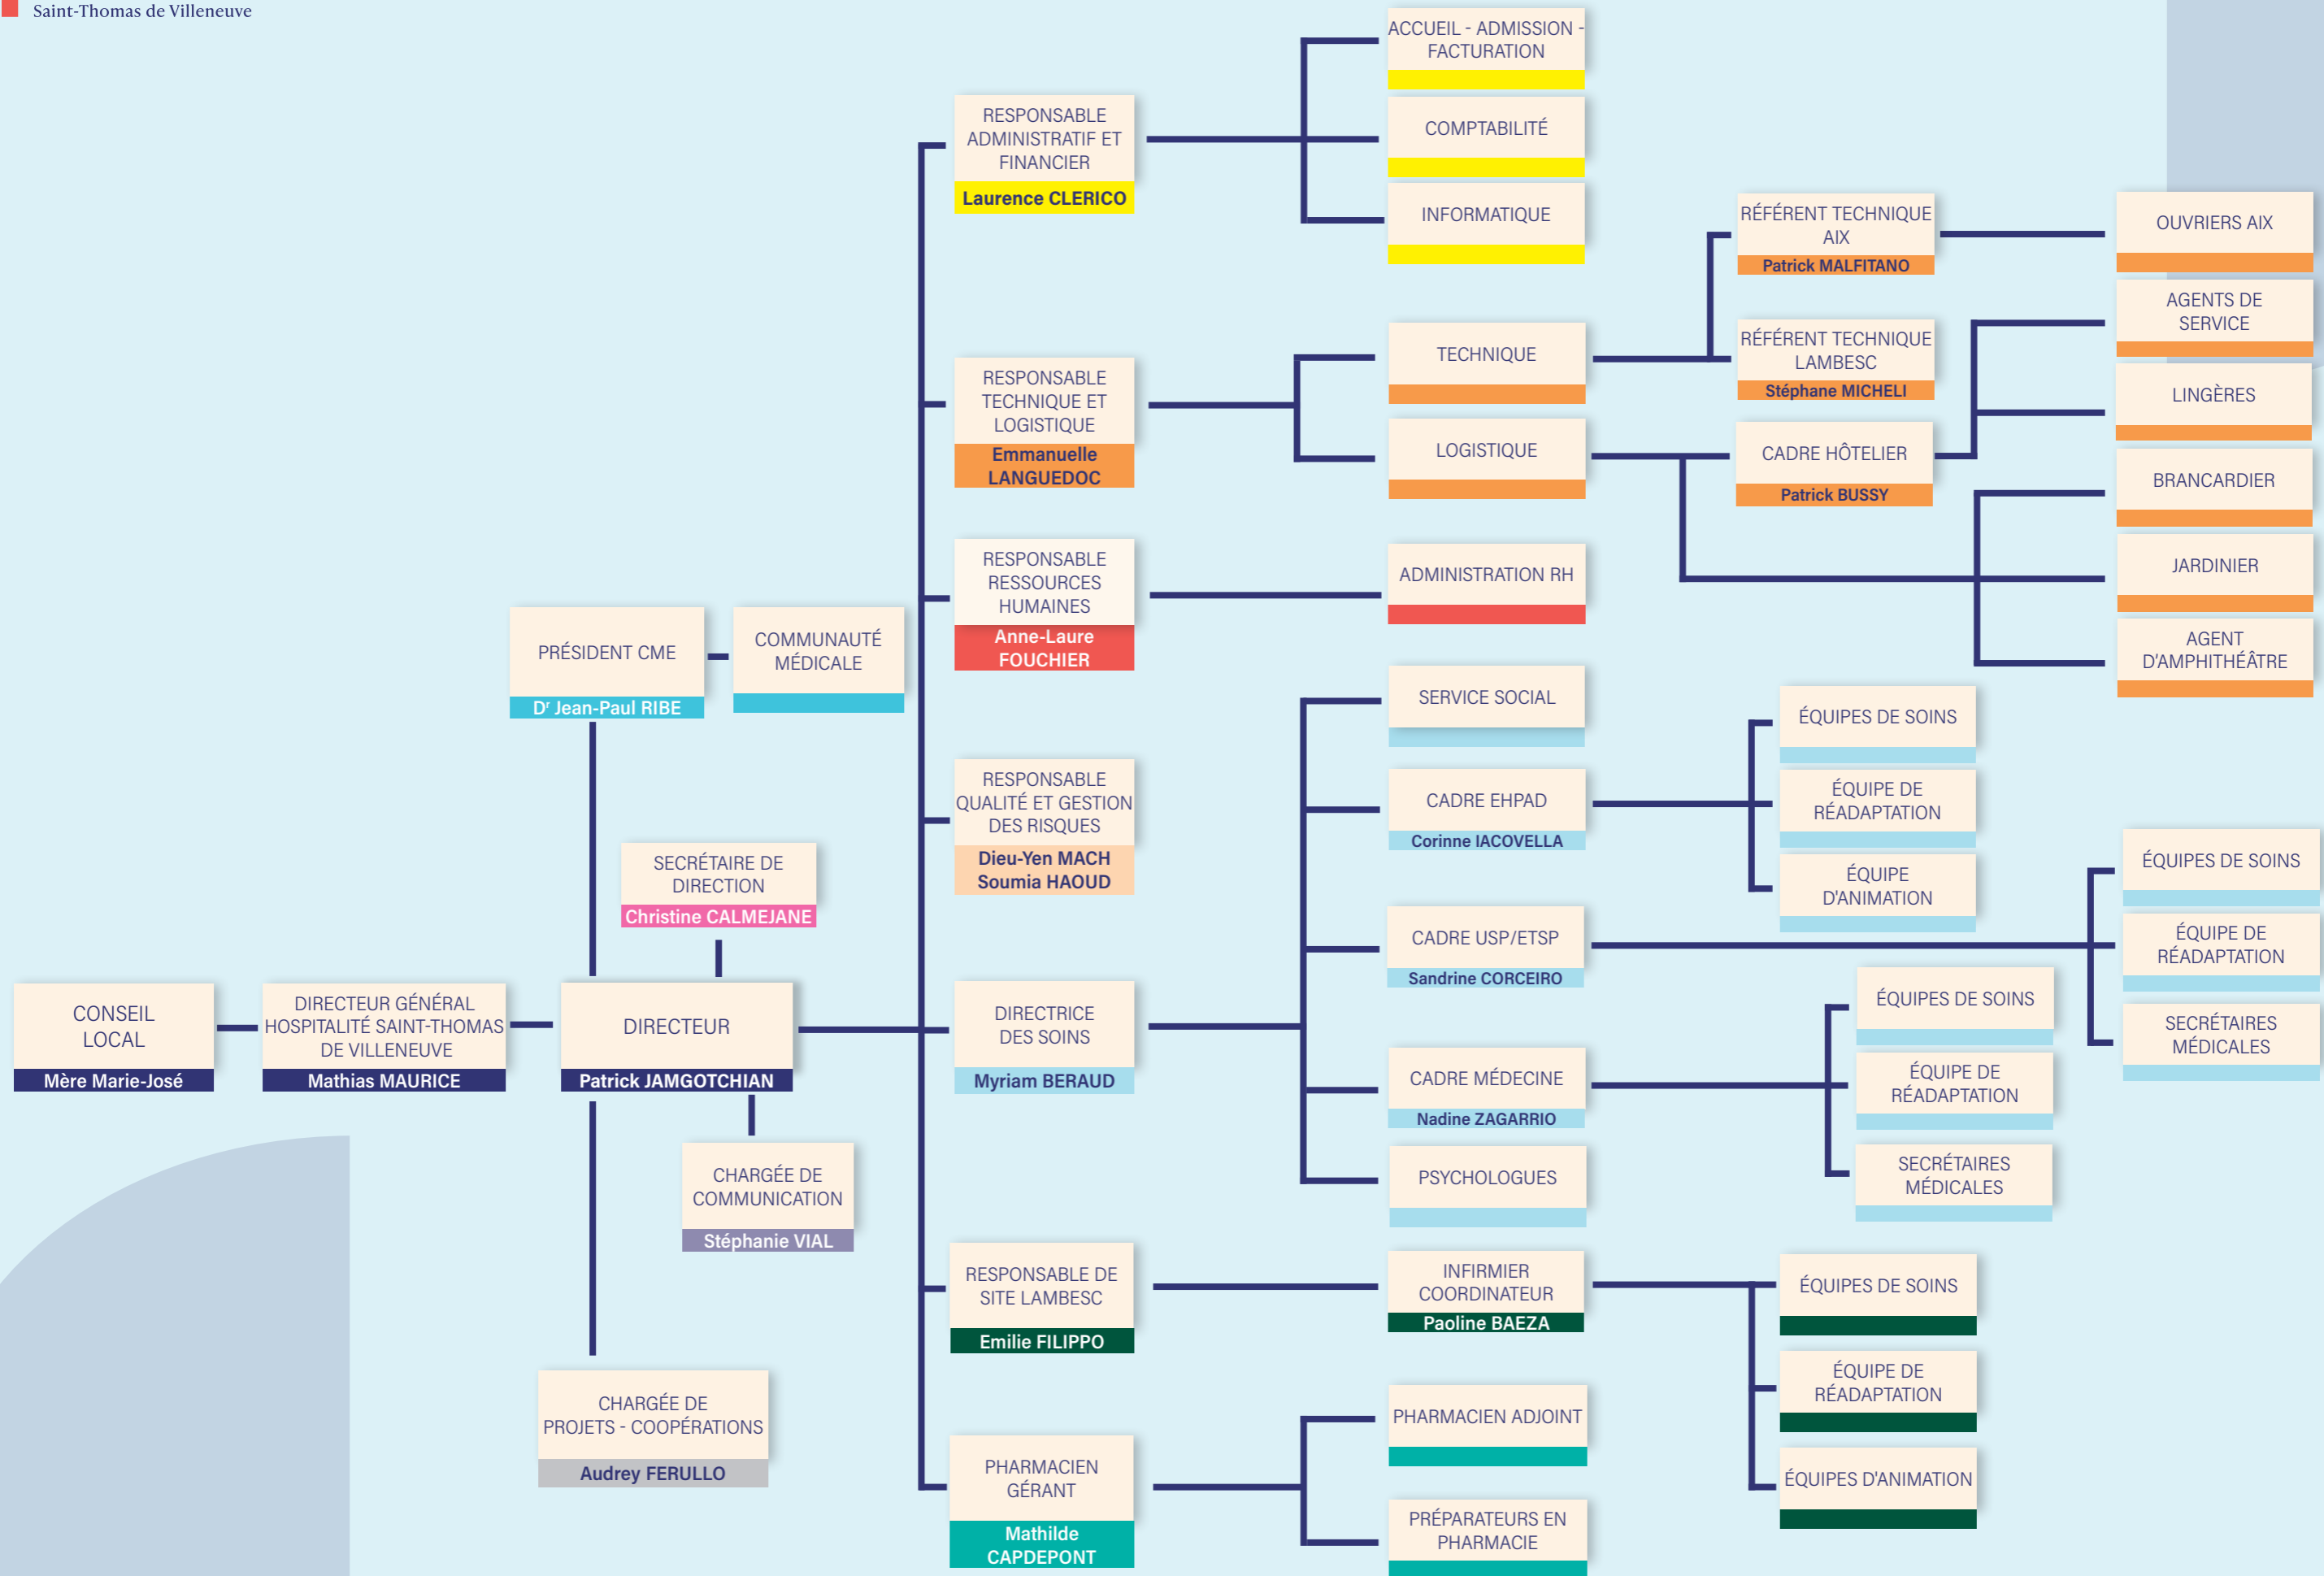 Saint-Thomas de Villeneuve
CONSEIL
LOCAL
Mère Marie-José
DIRECTEUR GÉNÉRAL
HOSPITALITÉ SAINT-THOMAS
DE VILLENEUVE
Mathias MAURICE
PRÉSIDENT CME
Dr Jean-Paul RIBE
COMMUNAUTÉ
MÉDICALE
SECRÉTAIRE DE
DIRECTION
Christine CALMEJANE
DIRECTEUR
Patrick JAMGOTCHIAN
CHARGÉE DE
COMMUNICATION
Stéphanie VIAL
CHARGÉE DE
PROJETS - COOPÉRATIONS
Audrey FERULLO
RESPONSABLE
ADMINISTRATIF ET
FINANCIER
Laurence CLERICO
ACCUEIL - ADMISSION -
FACTURATION
COMPTABILITÉ
INFORMATIQUE
RESPONSABLE
TECHNIQUE ET
LOGISTIQUE
Emmanuelle
LANGUEDOC
TECHNIQUE
LOGISTIQUE
RÉFÉRENT TECHNIQUE
AIX
Patrick MALFITANO
RÉFÉRENT TECHNIQUE
LAMBESC
Stéphane MICHELI
CADRE HÔTELIER
Patrick BUSSY
OUVRIERS AIX
AGENTS DE
SERVICE
LINGÈRES
BRANCARDIER
JARDINIER
AGENT
D'AMPHITHÉÂTRE
RESPONSABLE
RESSOURCES
HUMAINES
Anne-Laure
FOUCHIER
ADMINISTRATION RH
RESPONSABLE
QUALITÉ ET GESTION
DES RISQUES
Dieu-Yen MACH
Soumia HAOUD
DIRECTRICE
DES SOINS
Myriam BERAUD
SERVICE SOCIAL
CADRE EHPAD
Corinne IACOVELLA
ÉQUIPES DE SOINS
ÉQUIPE DE
RÉADAPTATION
ÉQUIPE
D'ANIMATION
CADRE USP/ETSP
Sandrine CORCEIRO
ÉQUIPES DE SOINS
ÉQUIPE DE
RÉADAPTATION
SECRÉTAIRES
MÉDICALES
CADRE MÉDECINE
Nadine ZAGARRIO
ÉQUIPES DE SOINS
ÉQUIPE DE
RÉADAPTATION
SECRÉTAIRES
MÉDICALES
PSYCHOLOGUES
RESPONSABLE DE
SITE LAMBESC
Emilie FILIPPO
INFIRMIER
COORDINATEUR
Paoline BAEZA
ÉQUIPES DE SOINS
ÉQUIPE DE
RÉADAPTATION
ÉQUIPES D'ANIMATION
PHARMACIEN
GÉRANT
Mathilde
CAPDEPONT
PHARMACIEN ADJOINT
PRÉPARATEURS EN
PHARMACIE